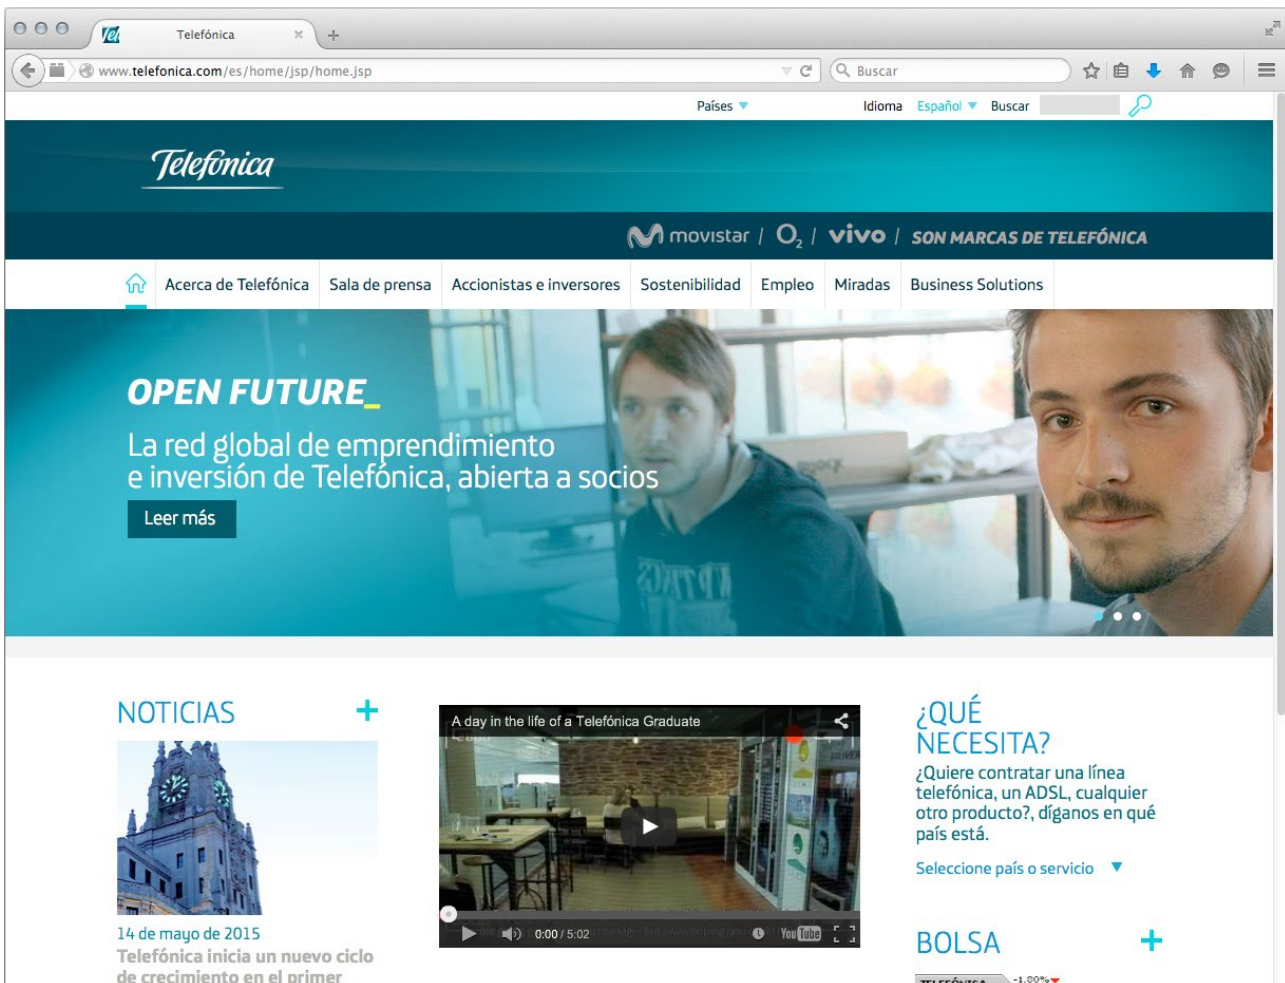 Telefónica
www.telefonica.com/es/home/jsp/home.jsp
Buscar
Países
Idioma Español Buscar
Telefónica
movistar / O2 / vivo / SON MARCAS DE TELEFÓNICA
Acerca de Telefónica Sala de prensa Accionistas e inversores Sostenibilidad Empleo Miradas Business Solutions
OPEN FUTURE_
La red global de emprendimiento
e inversión de Telefónica, abierta a socios
Leer más
NOTICIAS +
14 de mayo de 2015
Telefónica inicia un nuevo ciclo
de crecimiento en el primer
A day in the life of a Telefónica Graduate
0:00 / 5:02 YouTube
¿QUÉ
NECESITA?
¿Quiere contratar una línea
telefónica, un ADSL, cualquier
otro producto?, díganos en qué
país está.
Seleccione país o servicio
BOLSA +
TELEFÓNICA -1.80%